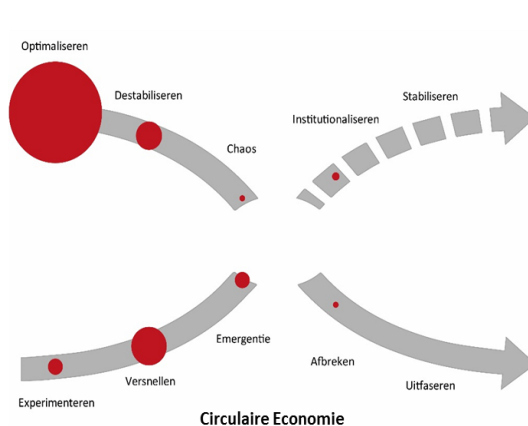 Optimaliseren
Destabiliseren
Chaos
Stabiliseren
Institutionaliseren
Emergentie
Versnellen
Experimenteren
Afbreken
Uitfaseren
Circulaire Economie